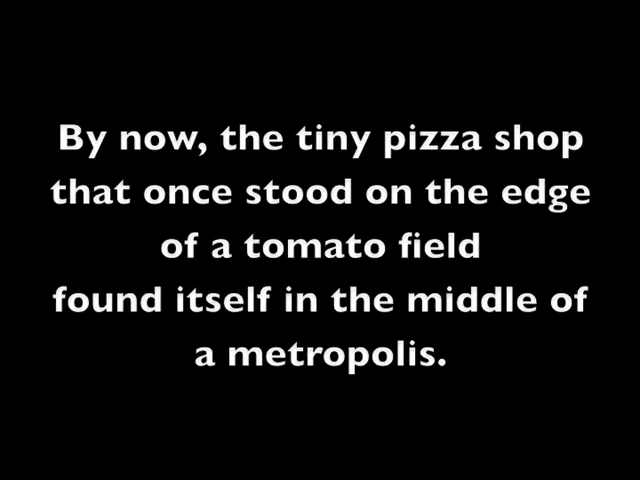 By now, the tiny pizza shop
that once stood on the edge
of a tomato field
found itself in the middle of
a metropolis.